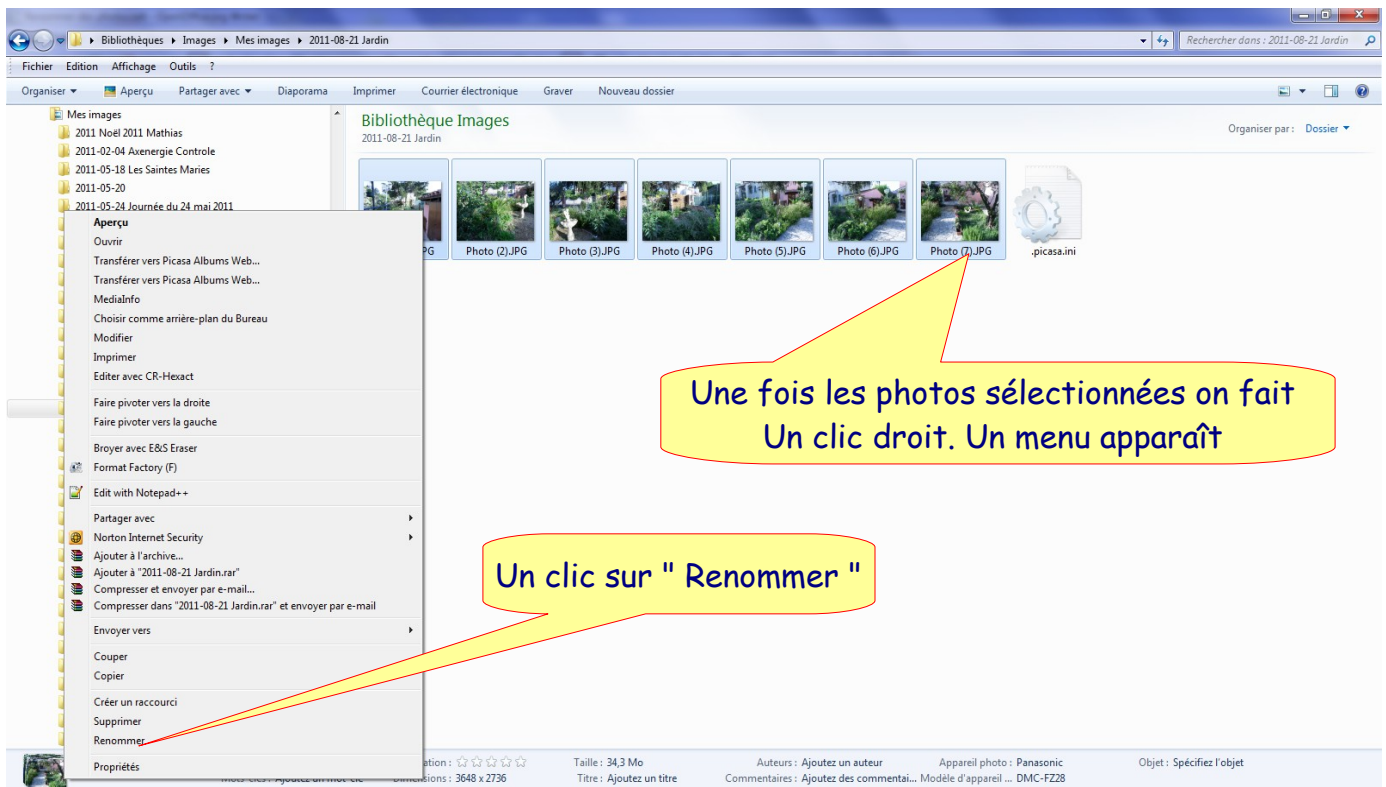 Bibliothèques ▸ Images ▸ Mes images ▸ 2011-08-21 Jardin
Rechercher dans : 2011-08-21 Jardin
Fichier Edition Affichage Outils ?
Organiser Aperçu Partager avec Diaporama Imprimer Courrier électronique Graver Nouveau dossier
Mes images
2011 Noël 2011 Mathias
2011-02-04 Axenergie Controle
2011-05-18 Les Saintes Maries
2011-05-20
2011-05-24 Journée du 24 mai 2011
Bibliothèque Images
2011-08-21 Jardin
Organiser par : Dossier
PG Photo (2).JPG Photo (3).JPG Photo (4).JPG Photo (5).JPG Photo (6).JPG Photo (7).JPG .picasa.ini
Aperçu
Ouvrir
Transférer vers Picasa Albums Web...
Transférer vers Picasa Albums Web...
MediaInfo
Choisir comme arrière-plan du Bureau
Modifier
Imprimer
Editer avec CR-Hexact
Faire pivoter vers la droite
Faire pivoter vers la gauche
Broyer avec E&S Eraser
Format Factory (F)
Edit with Notepad++
Partager avec
Norton Internet Security
Ajouter à l'archive...
Ajouter à "2011-08-21 Jardin.rar"
Compresser et envoyer par e-mail...
Compresser dans "2011-08-21 Jardin.rar" et envoyer par e-mail
Envoyer vers
Couper
Copier
Créer un raccourci
Supprimer
Renommer
Propriétés
Une fois les photos sélectionnées on fait
Un clic droit. Un menu apparaît
Un clic sur " Renommer "
ation : Taille : 34,3 Mo Auteurs : Ajoutez un auteur Appareil photo : Panasonic Objet : Spécifiez l'objet
3648 x 2736 Titre : Ajoutez un titre Commentaires : Ajoutez des commentai... Modèle d'appareil ... DMC-FZ28